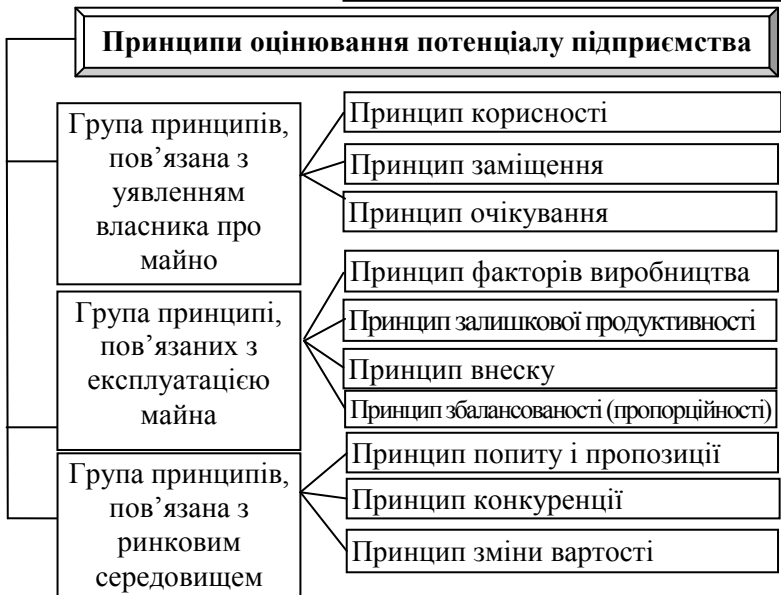 Принципи оцінювання потенціалу підприємства
Група принципів,
пов’язана з
уявленням
власника про
майно
Принцип корисності
Принцип заміщення
Принцип очікування
Група принципі,
пов’язаних з
експлуатацією
майна
Принцип факторів виробництва
Принцип залишкової продуктивності
Принцип внеску
Принцип збалансованості (пропорційності)
Група принципів,
пов’язана з
ринковим
середовищем
Принцип попиту і пропозиції
Принцип конкуренції
Принцип зміни вартості